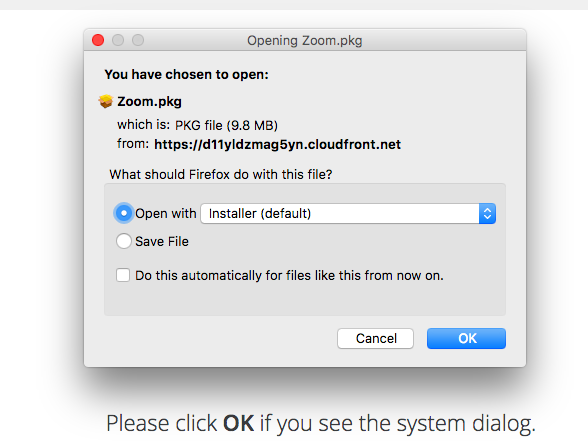 Opening Zoom.pkg
You have chosen to open:
Zoom.pkg
which is: PKG file (9.8 MB)
from: https://d11yldzmag5yn.cloudfront.net
What should Firefox do with this file?
Open with Installer (default)
Save File
Do this automatically for files like this from now on.
Cancel OK
Please click OK if you see the system dialog.